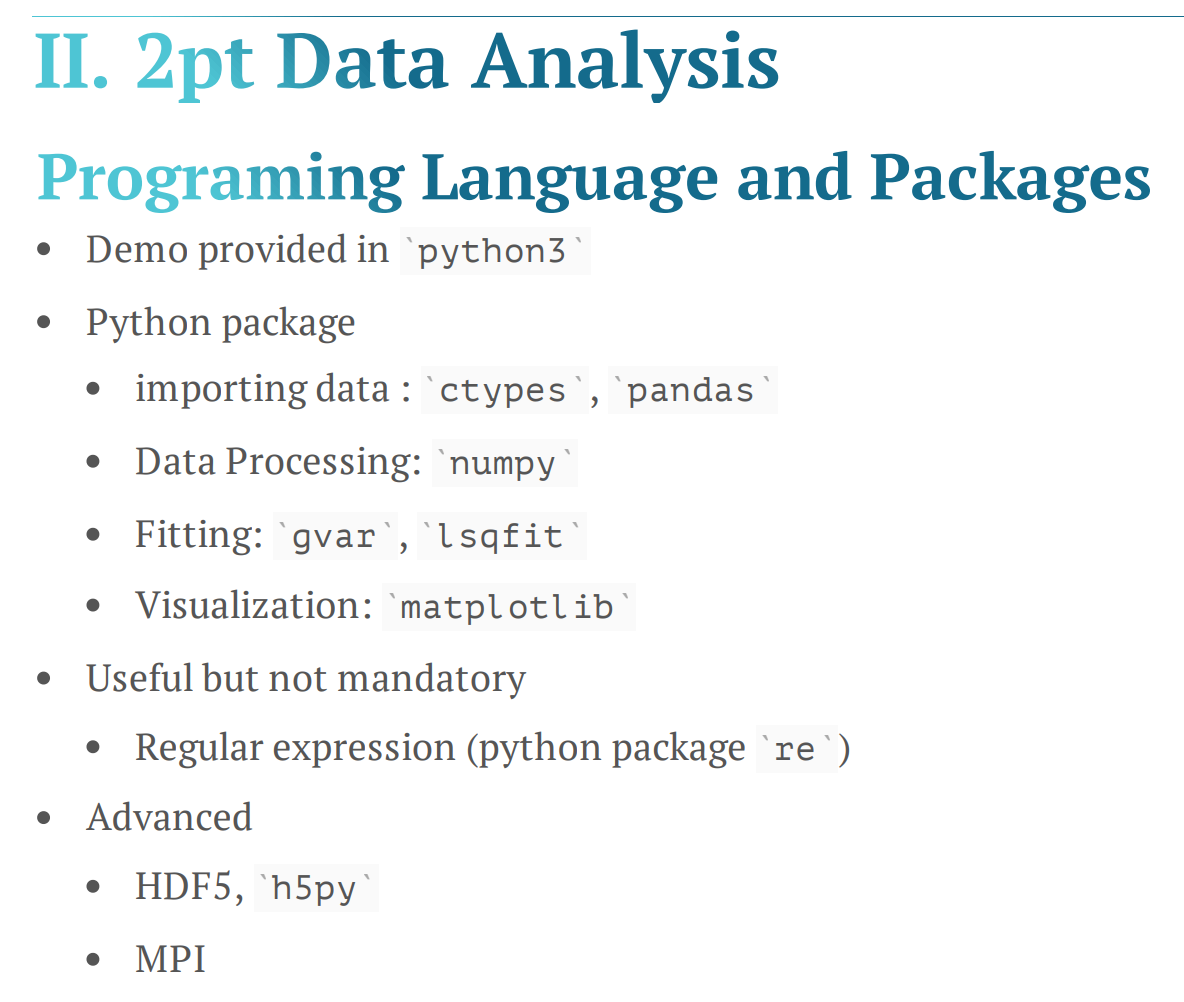 II. 2pt Data Analysis
Programing Language and Packages
• Demo provided in `python3`
• Python package
• importing data : `ctypes`, `pandas`
• Data Processing: `numpy`
• Fitting: `gvar`, `lsqfit`
• Visualization: `matplotlib`
• Useful but not mandatory
• Regular expression (python package `re`)
• Advanced
• HDF5, `h5py`
• MPI